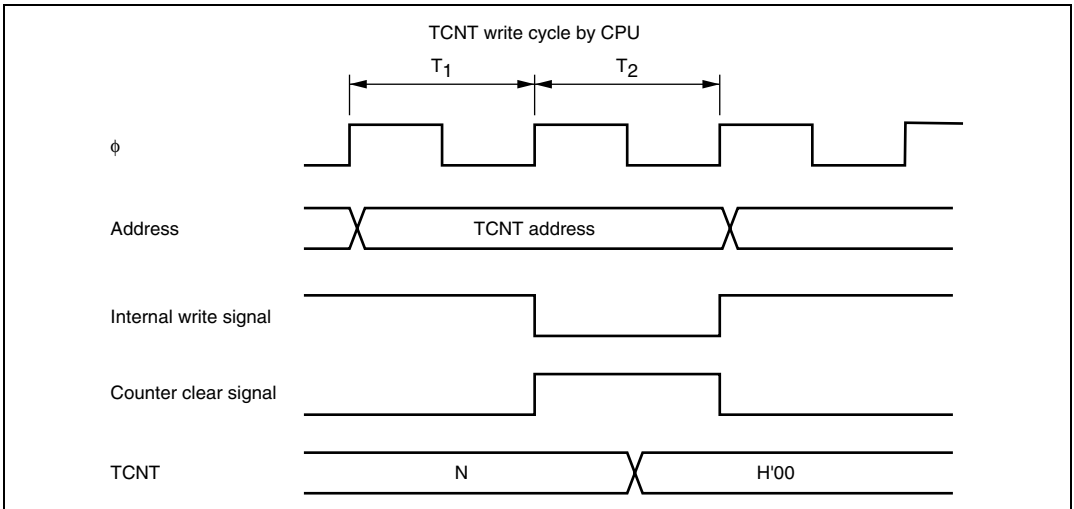 TCNT write cycle by CPU
T1 T2
ϕ
Address TCNT address
Internal write signal
Counter clear signal
TCNT N H'00